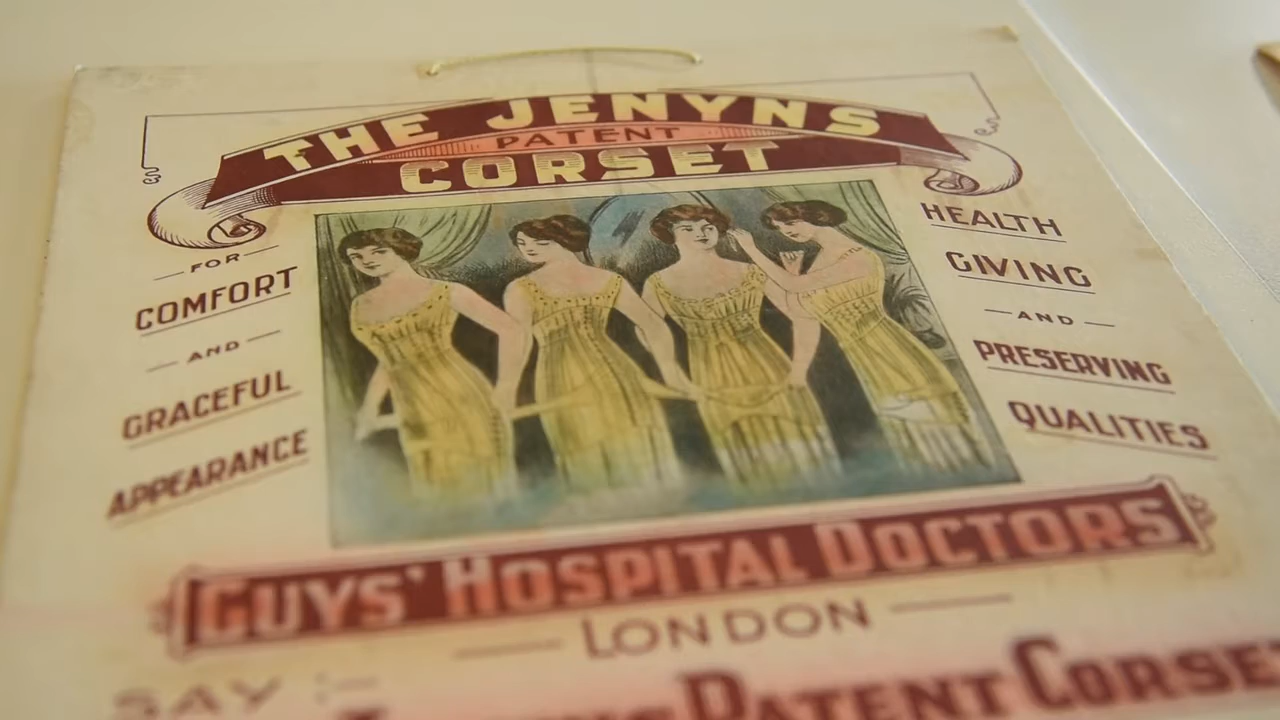 THE JENYNS
PATENT
CORSET
FOR
COMFORT
AND
GRACEFUL
APPEARANCE
HEALTH
GIVING
AND
PRESERVING
QUALITIES
GUYS' HOSPITAL DOCTORS
LONDON
SAY :—
PATENT CORSET